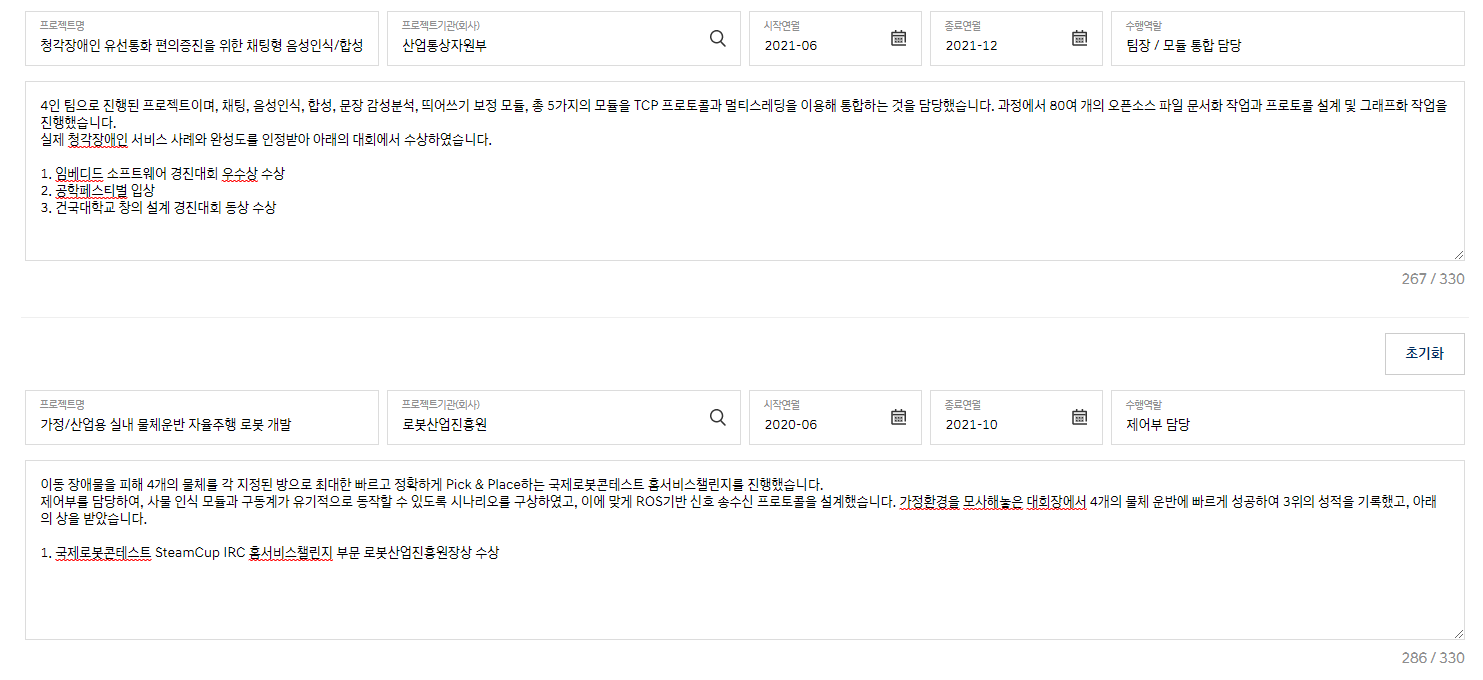 프로젝트명
청각장애인 유선통화 편의증진을 위한 채팅형 음성인식/합성
프로젝트기관(회사)
산업통상자원부
시작연월
2021-06
종료연월
2021-12
수행역할
팀장 / 모듈 통합 담당
4인 팀으로 진행된 프로젝트이며, 채팅, 음성인식, 합성, 문장 감성분석, 띄어쓰기 보정 모듈, 총 5가지의 모듈을 TCP 프로토콜과 멀티스레딩을 이용해 통합하는 것을 담당했습니다. 과정에서 80여 개의 오픈소스 파일 문서화 작업과 프로토콜 설계 및 그래프화 작업을
진행했습니다.
실제 청각장애인 서비스 사례와 완성도를 인정받아 아래의 대회에서 수상하였습니다.
1. 임베디드 소프트웨어 경진대회 우수상 수상
2. 공학페스티벌 입상
3. 건국대학교 창의 설계 경진대회 동상 수상
267 / 330
초기화
프로젝트명
가정/산업용 실내 물체운반 자율주행 로봇 개발
프로젝트기관(회사)
로봇산업진흥원
시작연월
2020-06
종료연월
2021-10
수행역할
제어부 담당
이동 장애물을 피해 4개의 물체를 각 지정된 방으로 최대한 빠르고 정확하게 Pick & Place하는 국제로봇콘테스트 홈서비스챌린지를 진행했습니다.
제어부를 담당하여, 사물 인식 모듈과 구동계가 유기적으로 동작할 수 있도록 시나리오를 구상하였고, 이에 맞게 ROS기반 신호 송수신 프로토콜을 설계했습니다. 가정환경을 모사해놓은 대회장에서 4개의 물체 운반에 빠르게 성공하여 3위의 성적을 기록했고, 아래
의 상을 받았습니다.
1. 국제로봇콘테스트 SteamCup IRC 홈서비스챌린지 부문 로봇산업진흥원장상 수상
286 / 330